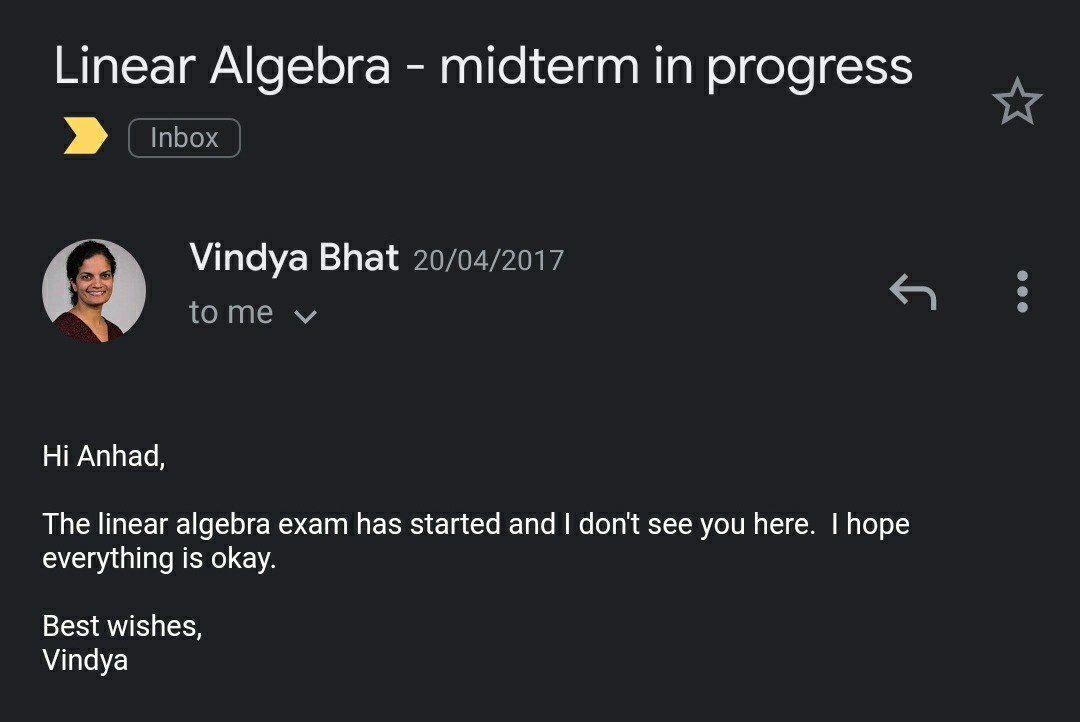 Linear Algebra - midterm in progress
Inbox
Vindya Bhat 20/04/2017
to me
Hi Anhad,
The linear algebra exam has started and I don't see you here.  I hope
everything is okay.
Best wishes,
Vindya